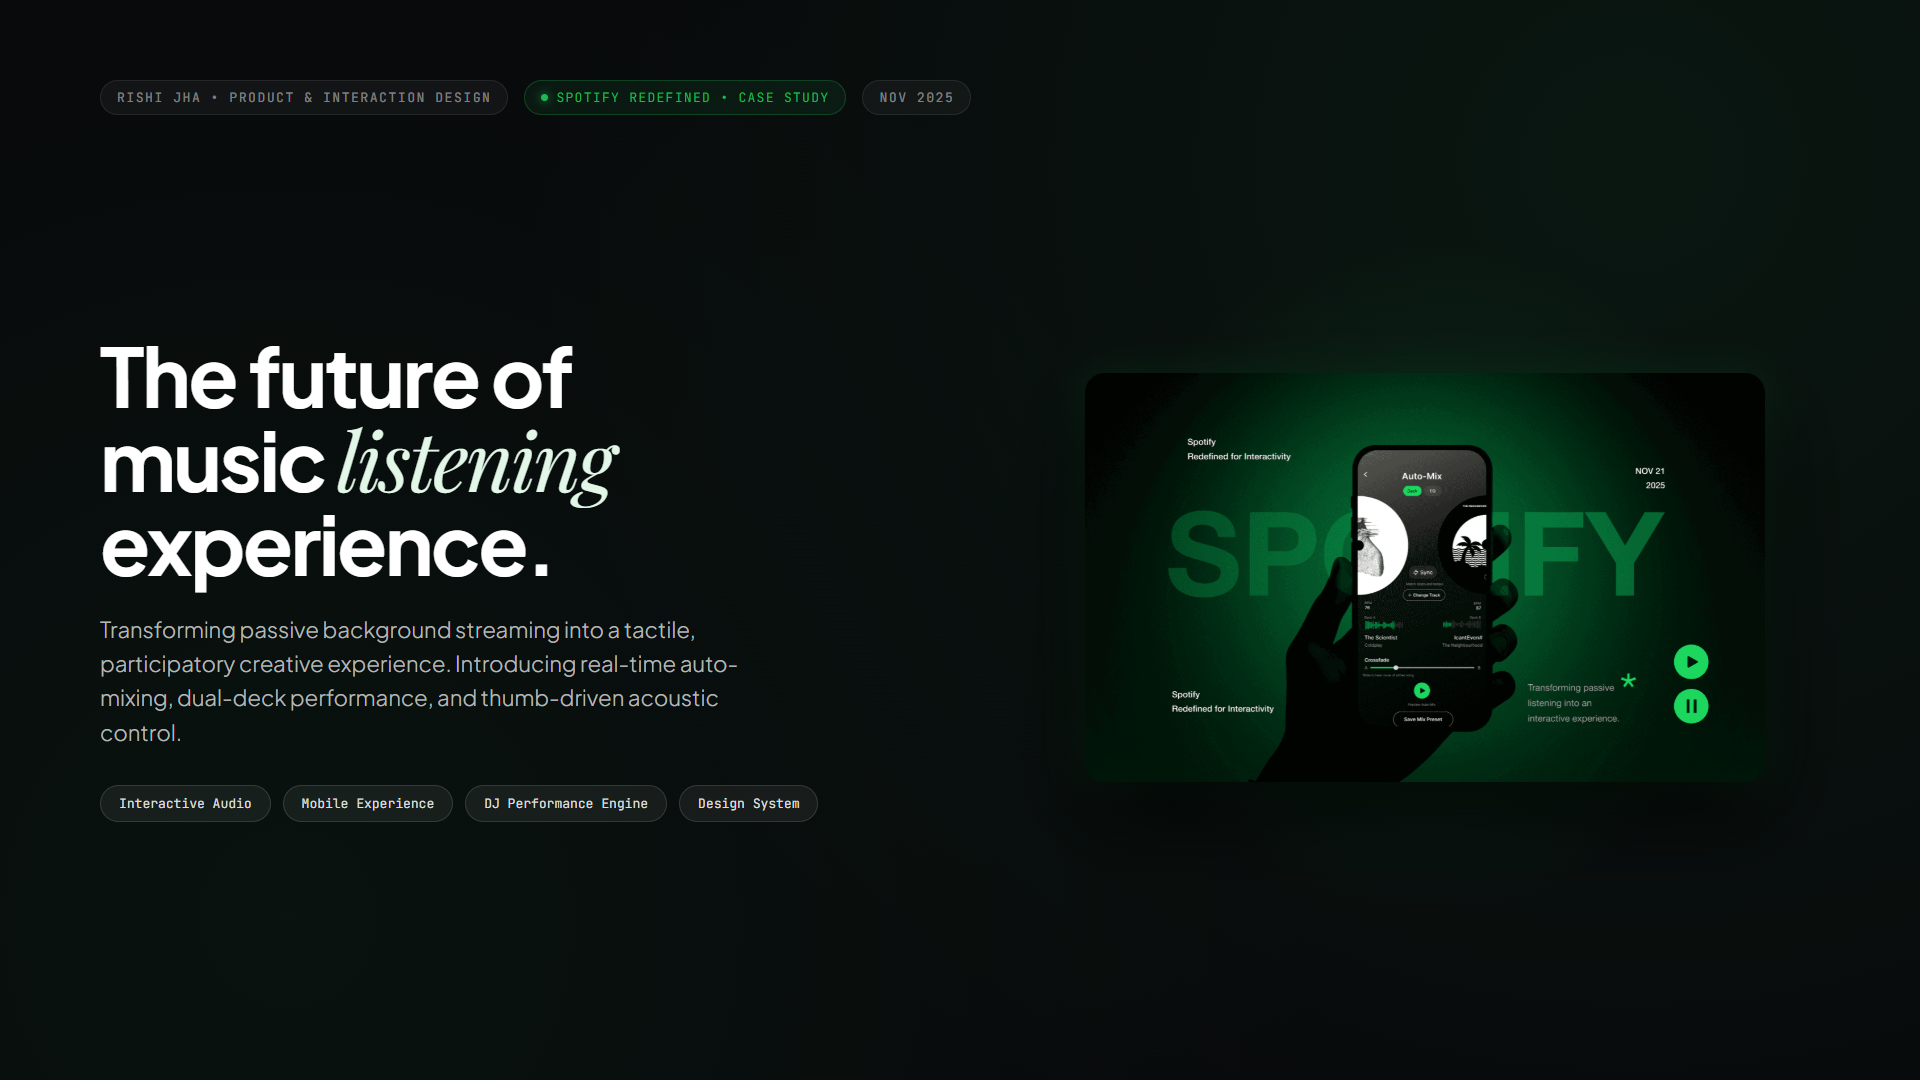 RISHI JHA • PRODUCT & INTERACTION DESIGN
SPOTIFY REDEFINED • CASE STUDY
NOV 2025
The future of
music listening
experience.
Transforming passive background streaming into a tactile,
participatory creative experience. Introducing real-time auto-
mixing, dual-deck performance, and thumb-driven acoustic
control.
Interactive Audio
Mobile Experience
DJ Performance Engine
Design System
Spotify
Redefined for Interactivity
NOV 21
2025
SPOTIFY
Auto-Mix
Sync
+ Change Track
The Scientist
Coldplay
The Neighbourhood
Crossfade
Save Mix Preset
Spotify
Redefined for Interactivity
Transforming passive
listening into an
interactive experience.